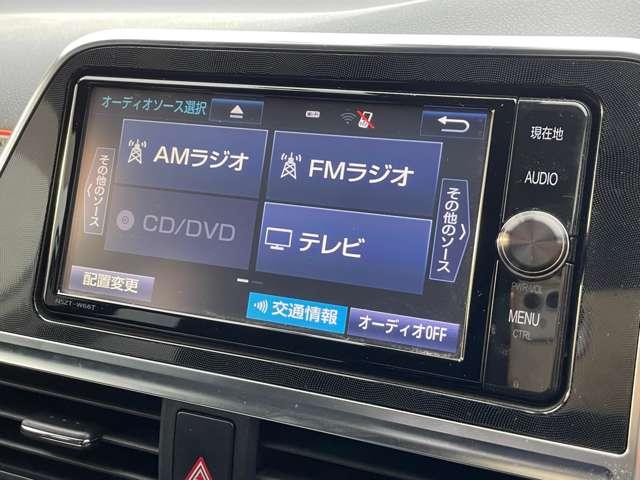 オーディオソース選択
現在地
AMラジオ
FMラジオ
AUDIO
その他のソース
その他のソース
CD/DVD
テレビ
配置変更
PWR/VOL
NSZT-W66T
交通情報
オーディオOFF
MENU
CTRL